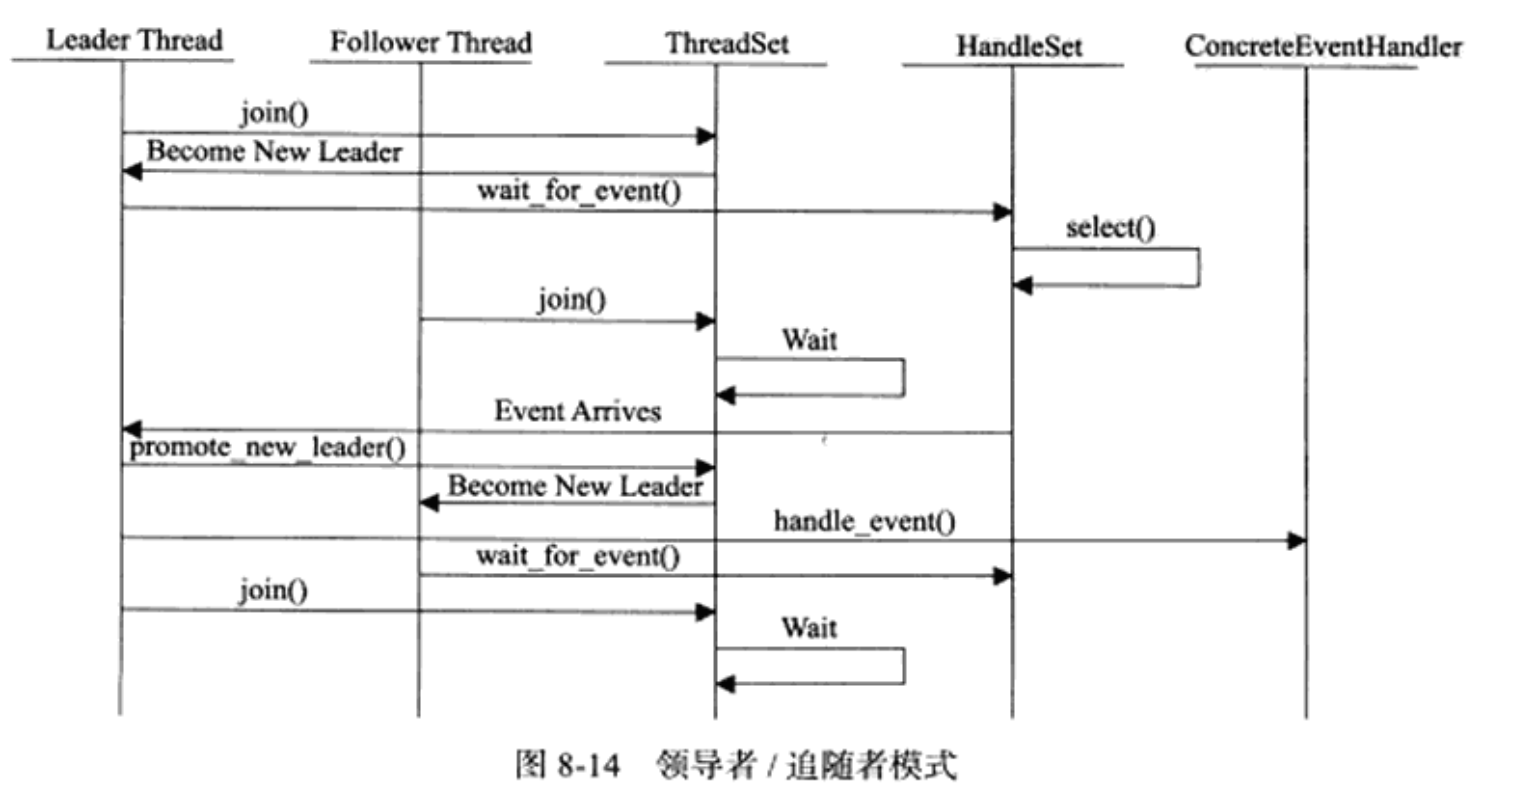 Leader Thread
Follower Thread
ThreadSet
HandleSet
ConcreteEventHandler
join()
Become New Leader
wait_for_event()
select()
join()
Wait
Event Arrives
promote_new_leader()
Become New Leader
handle_event()
wait_for_event()
join()
Wait
图 8-14 领导者 / 追随者模式